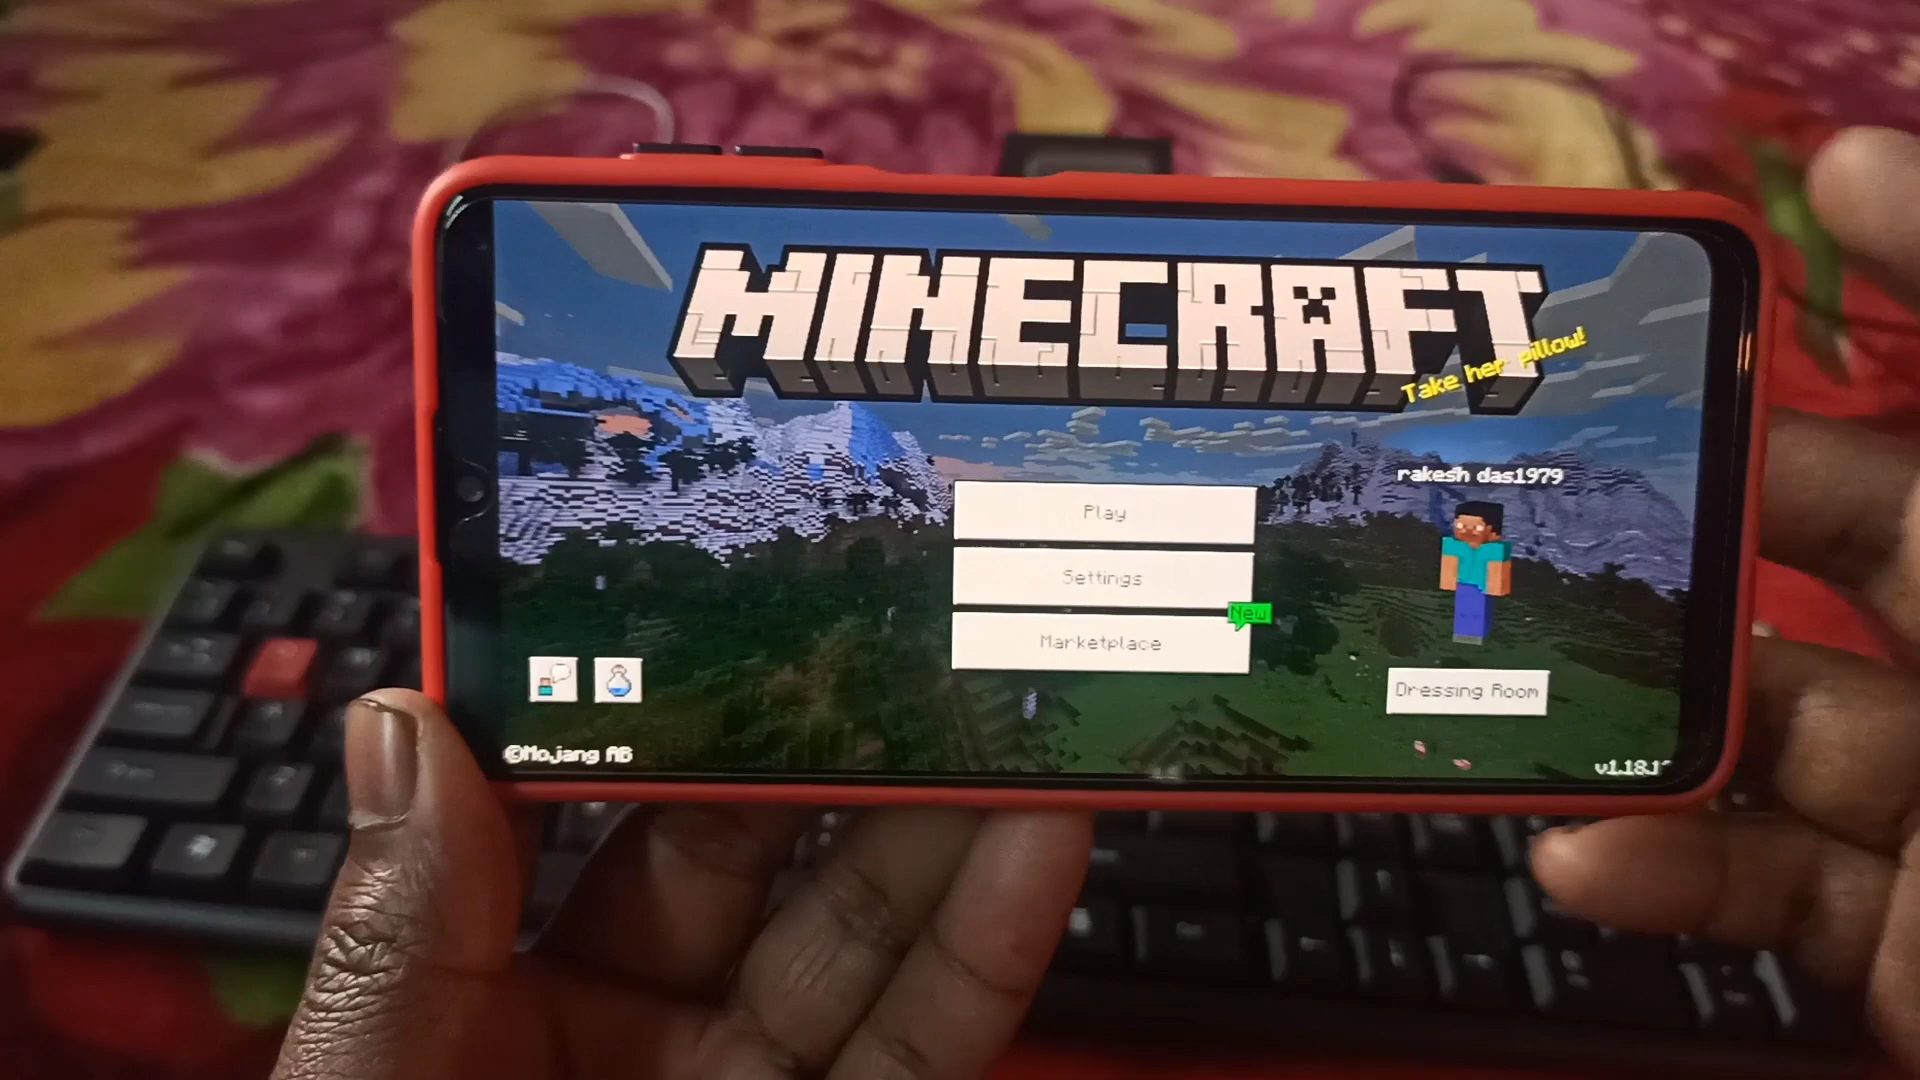 MINECRAFT
Take her pillow!
rakesh das1979
Play
Settings
New
Marketplace
Dressing Room
©Mojang AB